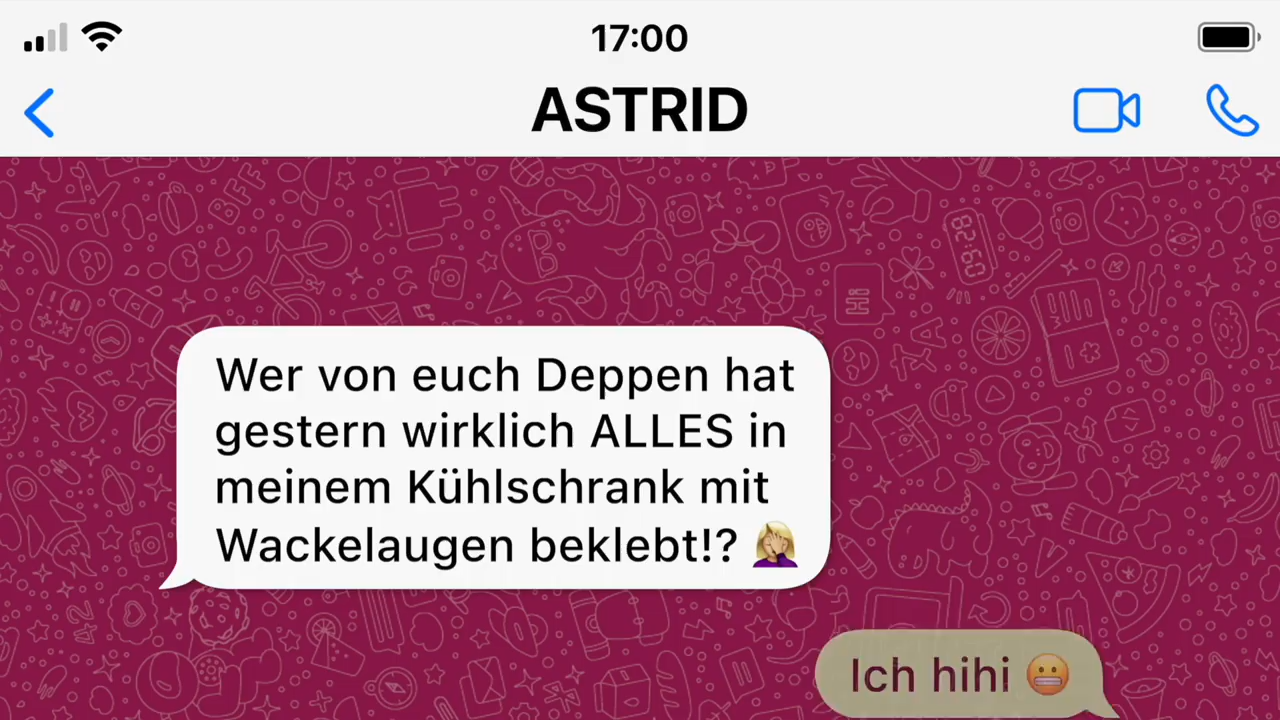 17:00
ASTRID
Wer von euch Deppen hat
gestern wirklich ALLES in
meinem Kühlschrank mit
Wackelaugen beklebt!? 🤦🏼‍♀️
Ich hihi 😬